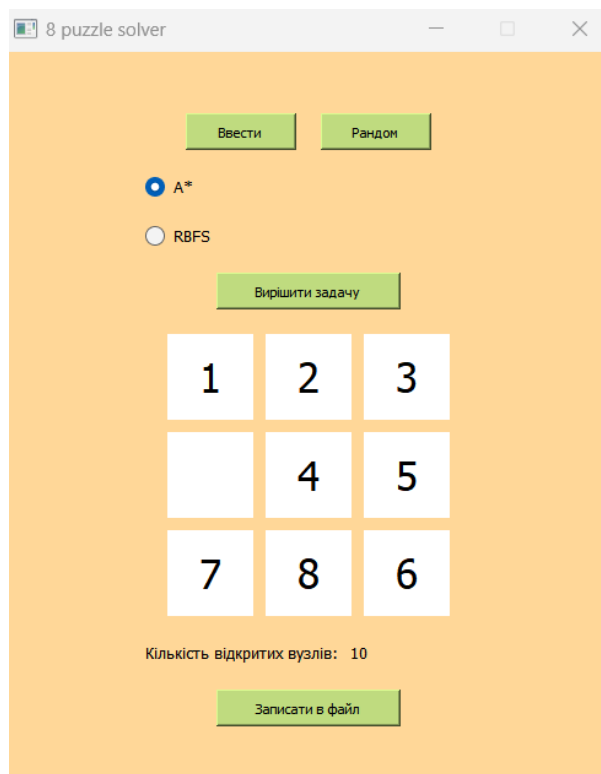 8 puzzle solver
Ввести Рандом
A*
RBFS
Вирішити задачу
1 2 3
4 5
7 8 6
Кількість відкритих вузлів: 10
Записати в файл